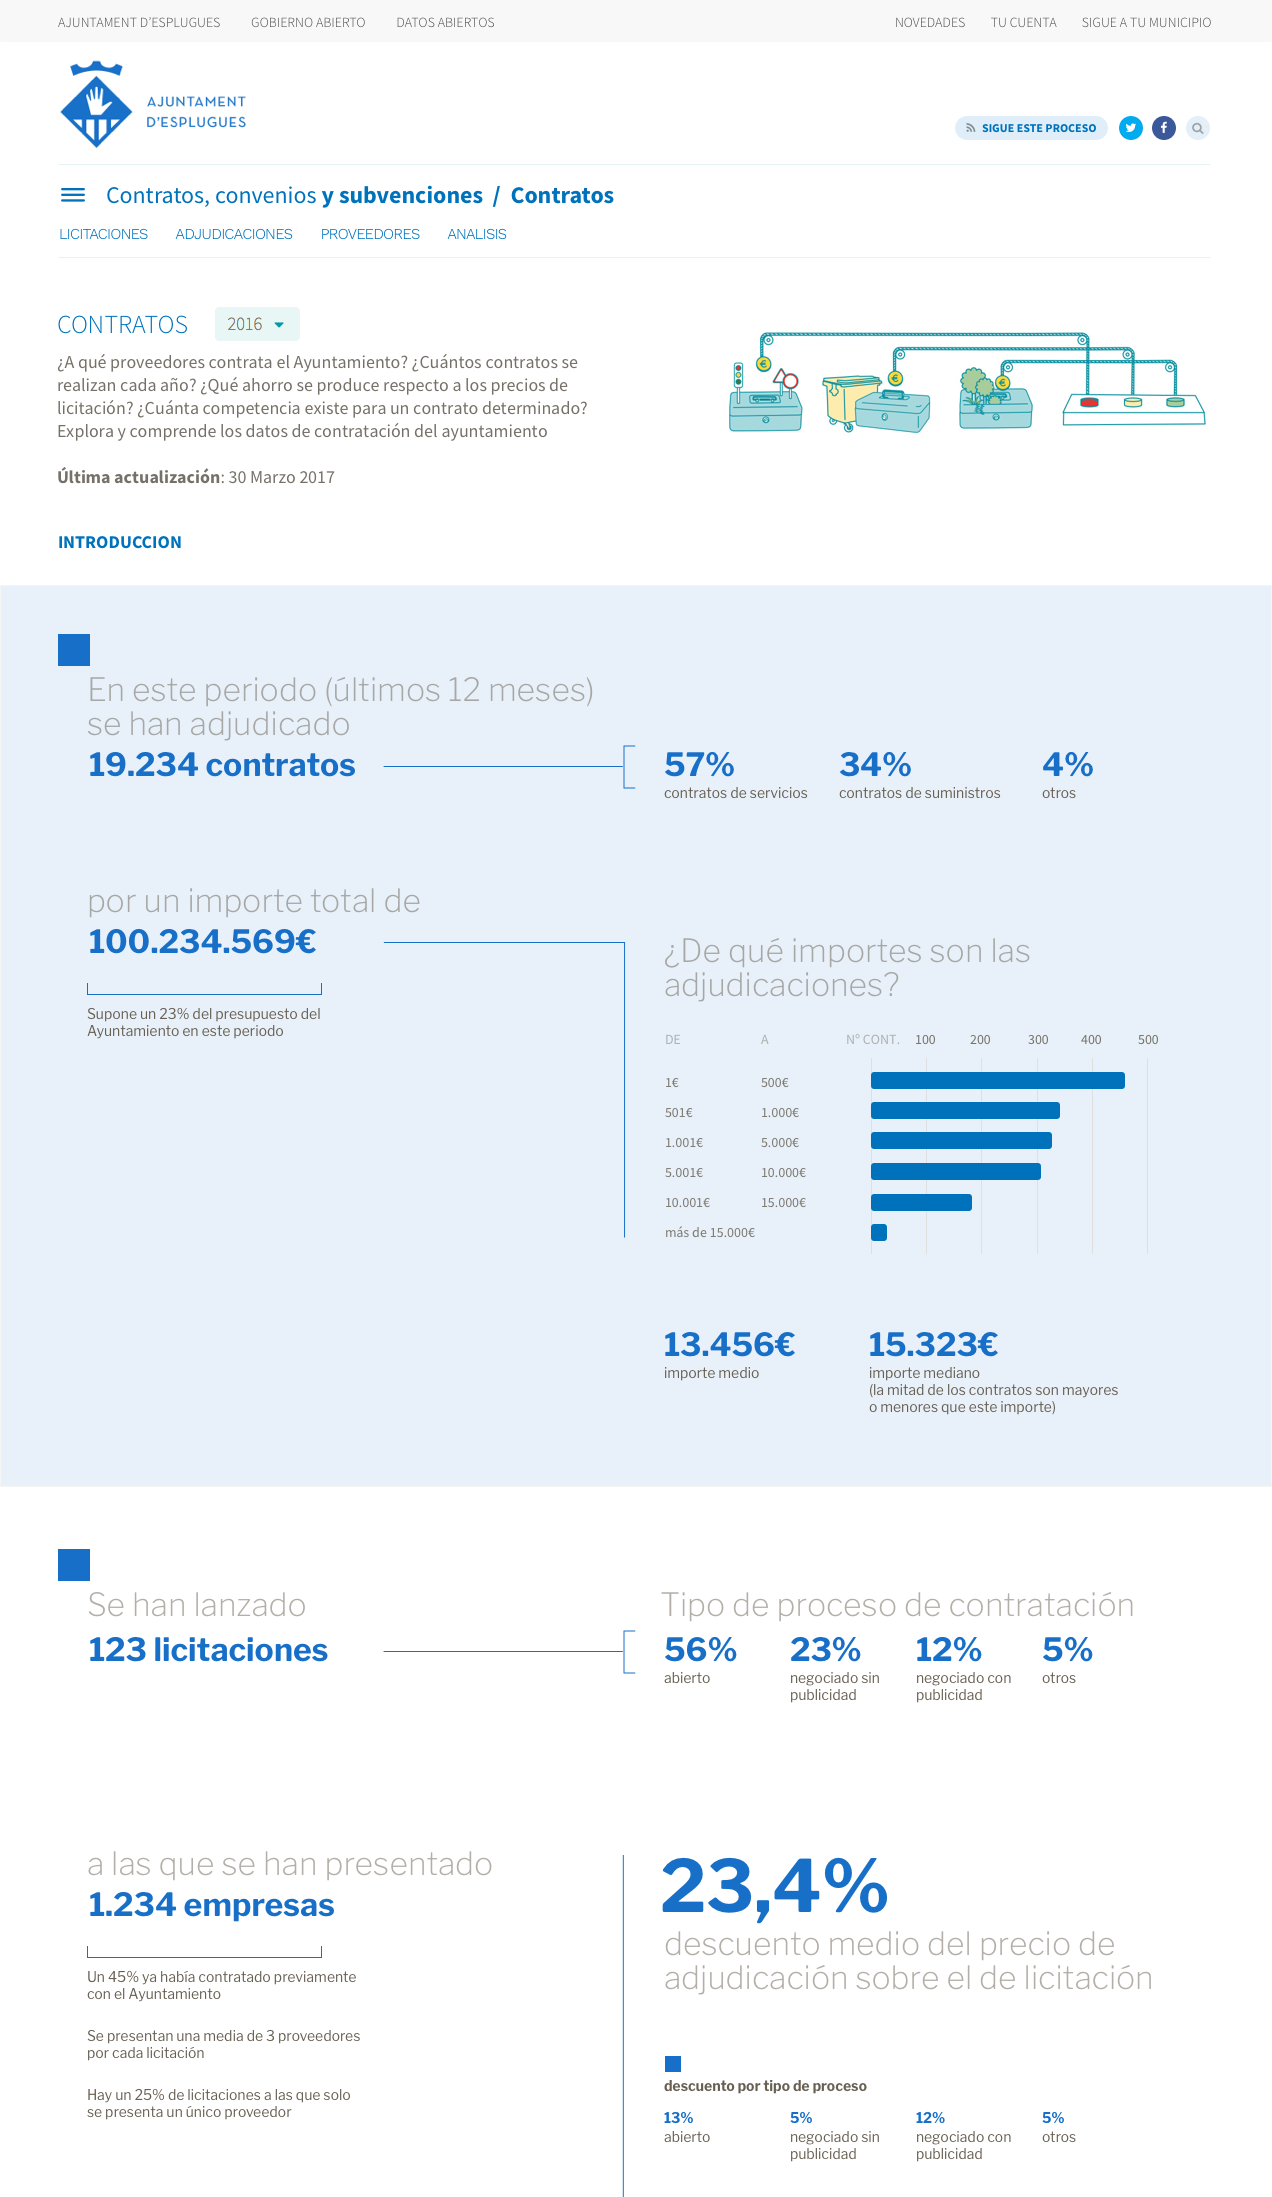 AJUNTAMENT D'ESPLUGUES GOBIERNO ABIERTO DATOS ABIERTOS NOVEDADES TU CUENTA SIGUE A TU MUNICIPIO
AJUNTAMENT
D'ESPLUGUES
SIGUE ESTE PROCESO
Contratos, convenios y subvenciones / Contratos
LICITACIONES ADJUDICACIONES PROVEEDORES ANALISIS
CONTRATOS 2016
¿A qué proveedores contrata el Ayuntamiento? ¿Cuántos contratos se
realizan cada año? ¿Qué ahorro se produce respecto a los precios de
licitación? ¿Cuánta competencia existe para un contrato determinado?
Explora y comprende los datos de contratación del ayuntamiento
Última actualización: 30 Marzo 2017
INTRODUCCION
En este periodo (últimos 12 meses)
se han adjudicado
19.234 contratos
57% 34% 4%
contratos de servicios contratos de suministros otros
por un importe total de
100.234.569€
Supone un 23% del presupuesto del
Ayuntamiento en este periodo
¿De qué importes son las
adjudicaciones?
DE A Nº CONT. 100 200 300 400 500
1€ 500€
501€ 1.000€
1.001€ 5.000€
5.001€ 10.000€
10.001€ 15.000€
más de 15.000€
13.456€ 15.323€
importe medio importe mediano
(la mitad de los contratos son mayores
o menores que este importe)
Se han lanzado
123 licitaciones
Tipo de proceso de contratación
56% 23% 12% 5%
abierto negociado sin negociado con otros
publicidad publicidad
a las que se han presentado
1.234 empresas
Un 45% ya había contratado previamente
con el Ayuntamiento
Se presentan una media de 3 proveedores
por cada licitación
Hay un 25% de licitaciones a las que solo
se presenta un único proveedor
23,4%
descuento medio del precio de
adjudicación sobre el de licitación
descuento por tipo de proceso
13% 5% 12% 5%
abierto negociado sin negociado con otros
publicidad publicidad